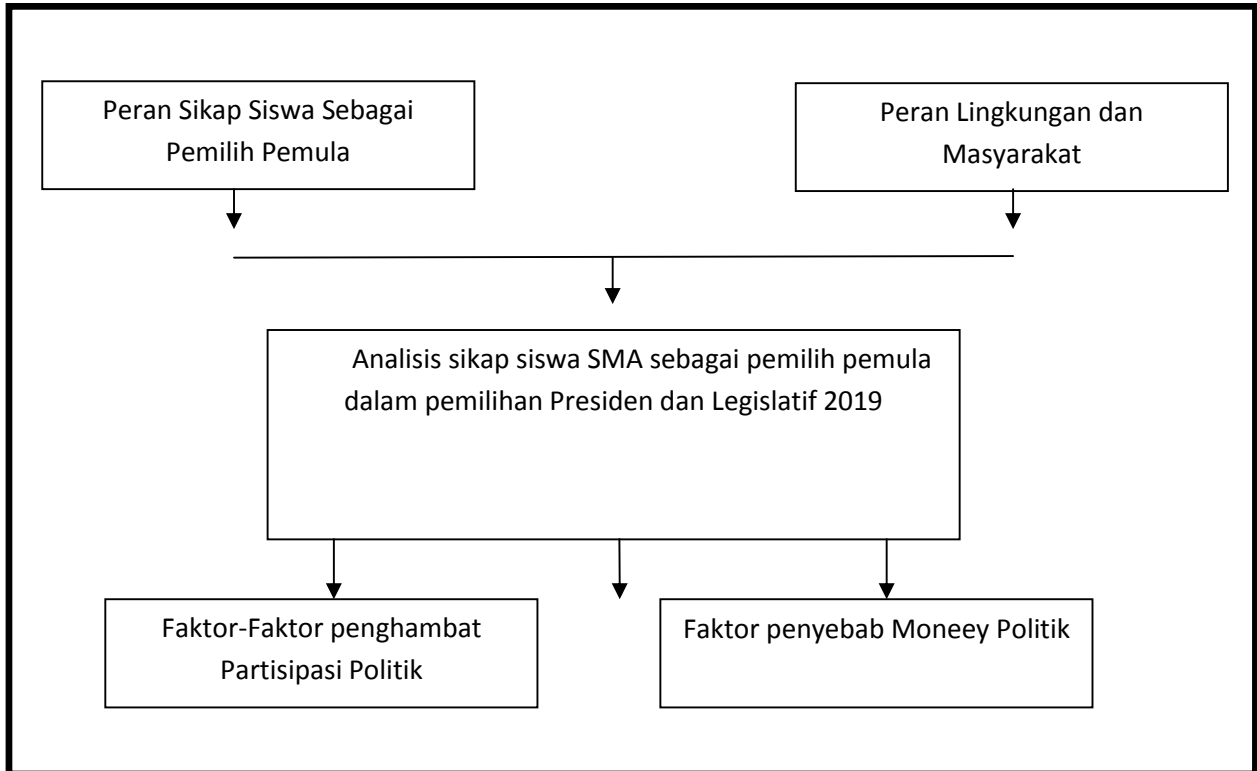 Peran Sikap Siswa Sebagai
Pemilih Pemula
Peran Lingkungan dan
Masyarakat
Analisis sikap siswa SMA sebagai pemilih pemula
dalam pemilihan Presiden dan Legislatif 2019
Faktor-Faktor penghambat
Partisipasi Politik
Faktor penyebab Moneey Politik